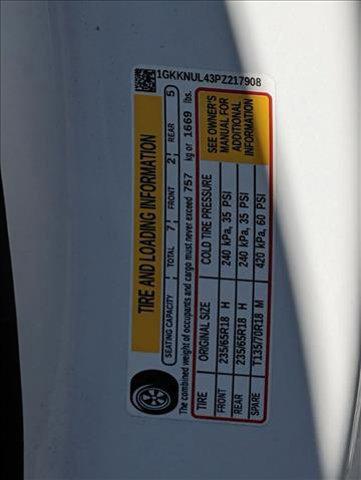 1GKKNUL43PZ217908
TIRE AND LOADING INFORMATION
SEATING CAPACITY TOTAL 7 FRONT 2 REAR 5
The combined weight of occupants and cargo must never exceed 757 kg or 1669 lbs.
TIRE ORIGINAL SIZE COLD TIRE PRESSURE
FRONT 235/65R18 H 240 kPa, 35 PSI
REAR 235/65R18 H 240 kPa, 35 PSI
SPARE T135/70R18 M 420 kPa, 60 PSI
SEE OWNER'S
MANUAL FOR
ADDITIONAL
INFORMATION